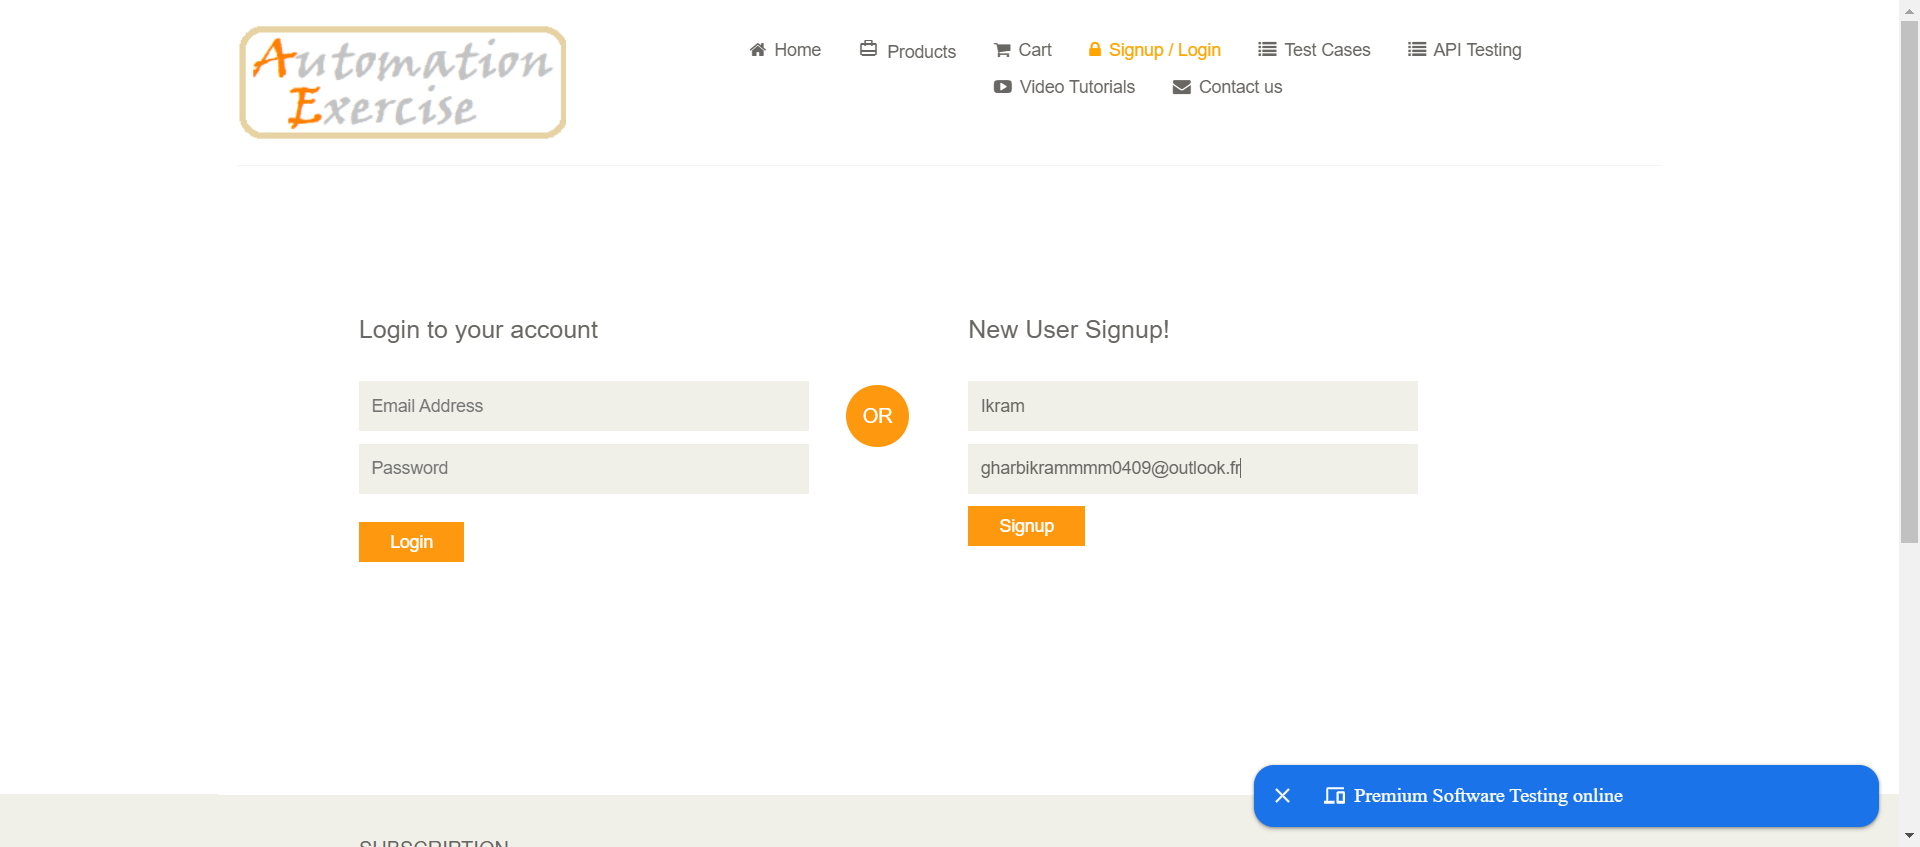 Automation
Exercise
Home
Products
Cart
Signup / Login
Test Cases
API Testing
Video Tutorials
Contact us
Login to your account
Email Address
Password
Login
OR
New User Signup!
Ikram
gharbikrammmm0409@outlook.fr
Signup
Premium Software Testing online
SUBSCRIPTION